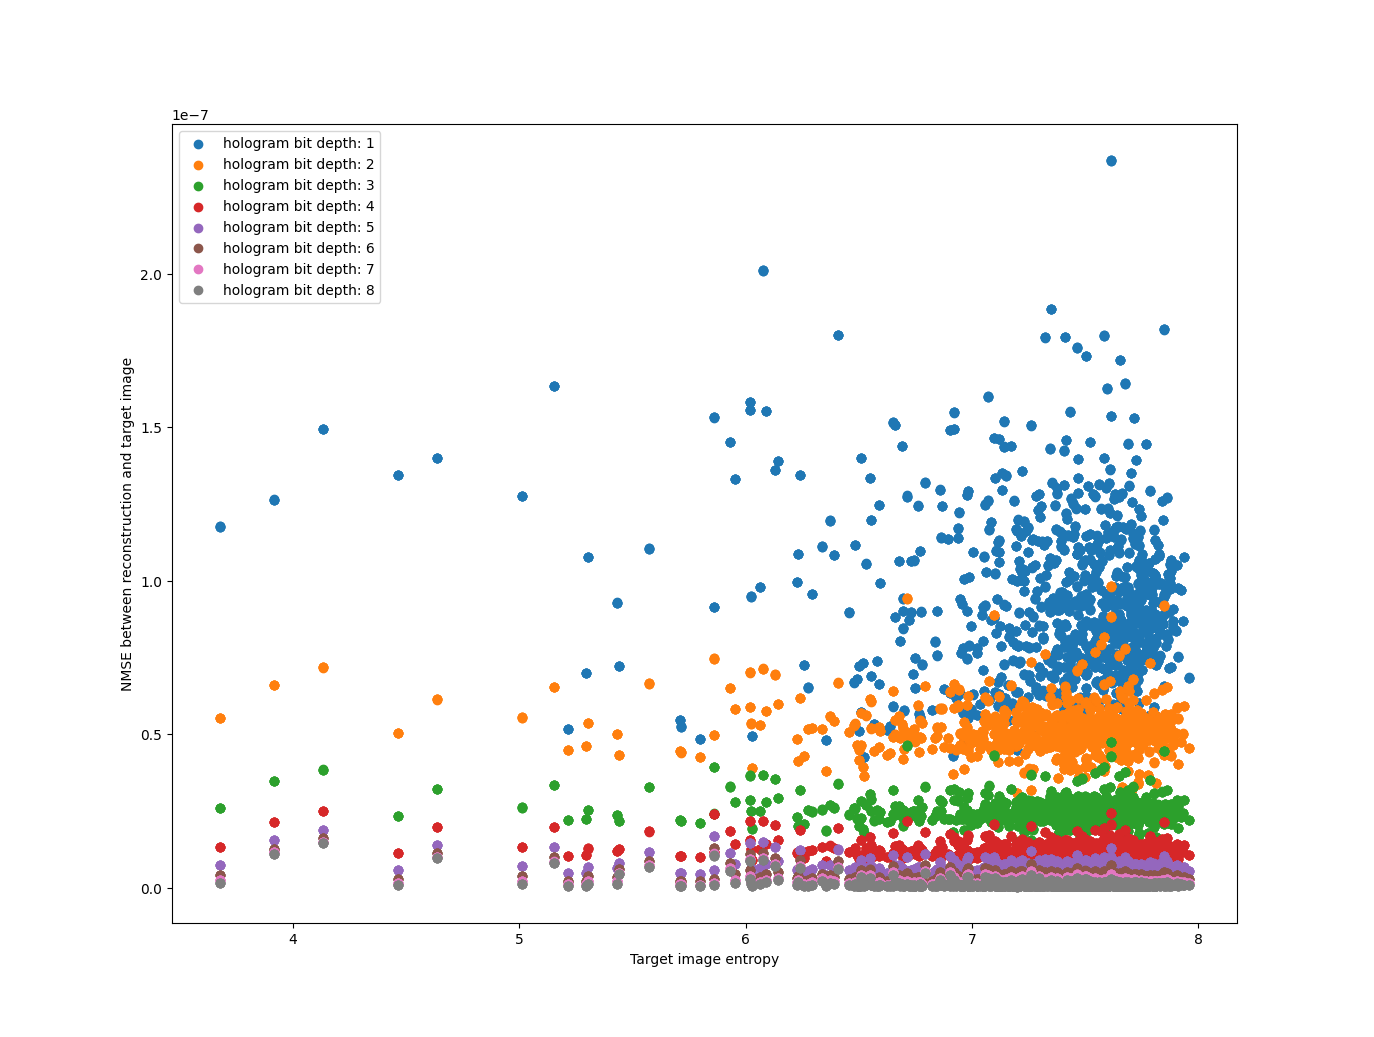 1e−7
hologram bit depth: 1
hologram bit depth: 2
hologram bit depth: 3
hologram bit depth: 4
hologram bit depth: 5
hologram bit depth: 6
hologram bit depth: 7
hologram bit depth: 8
NMSE between reconstruction and target image
2.0
1.5
1.0
0.5
0.0
4 5 6 7 8
Target image entropy